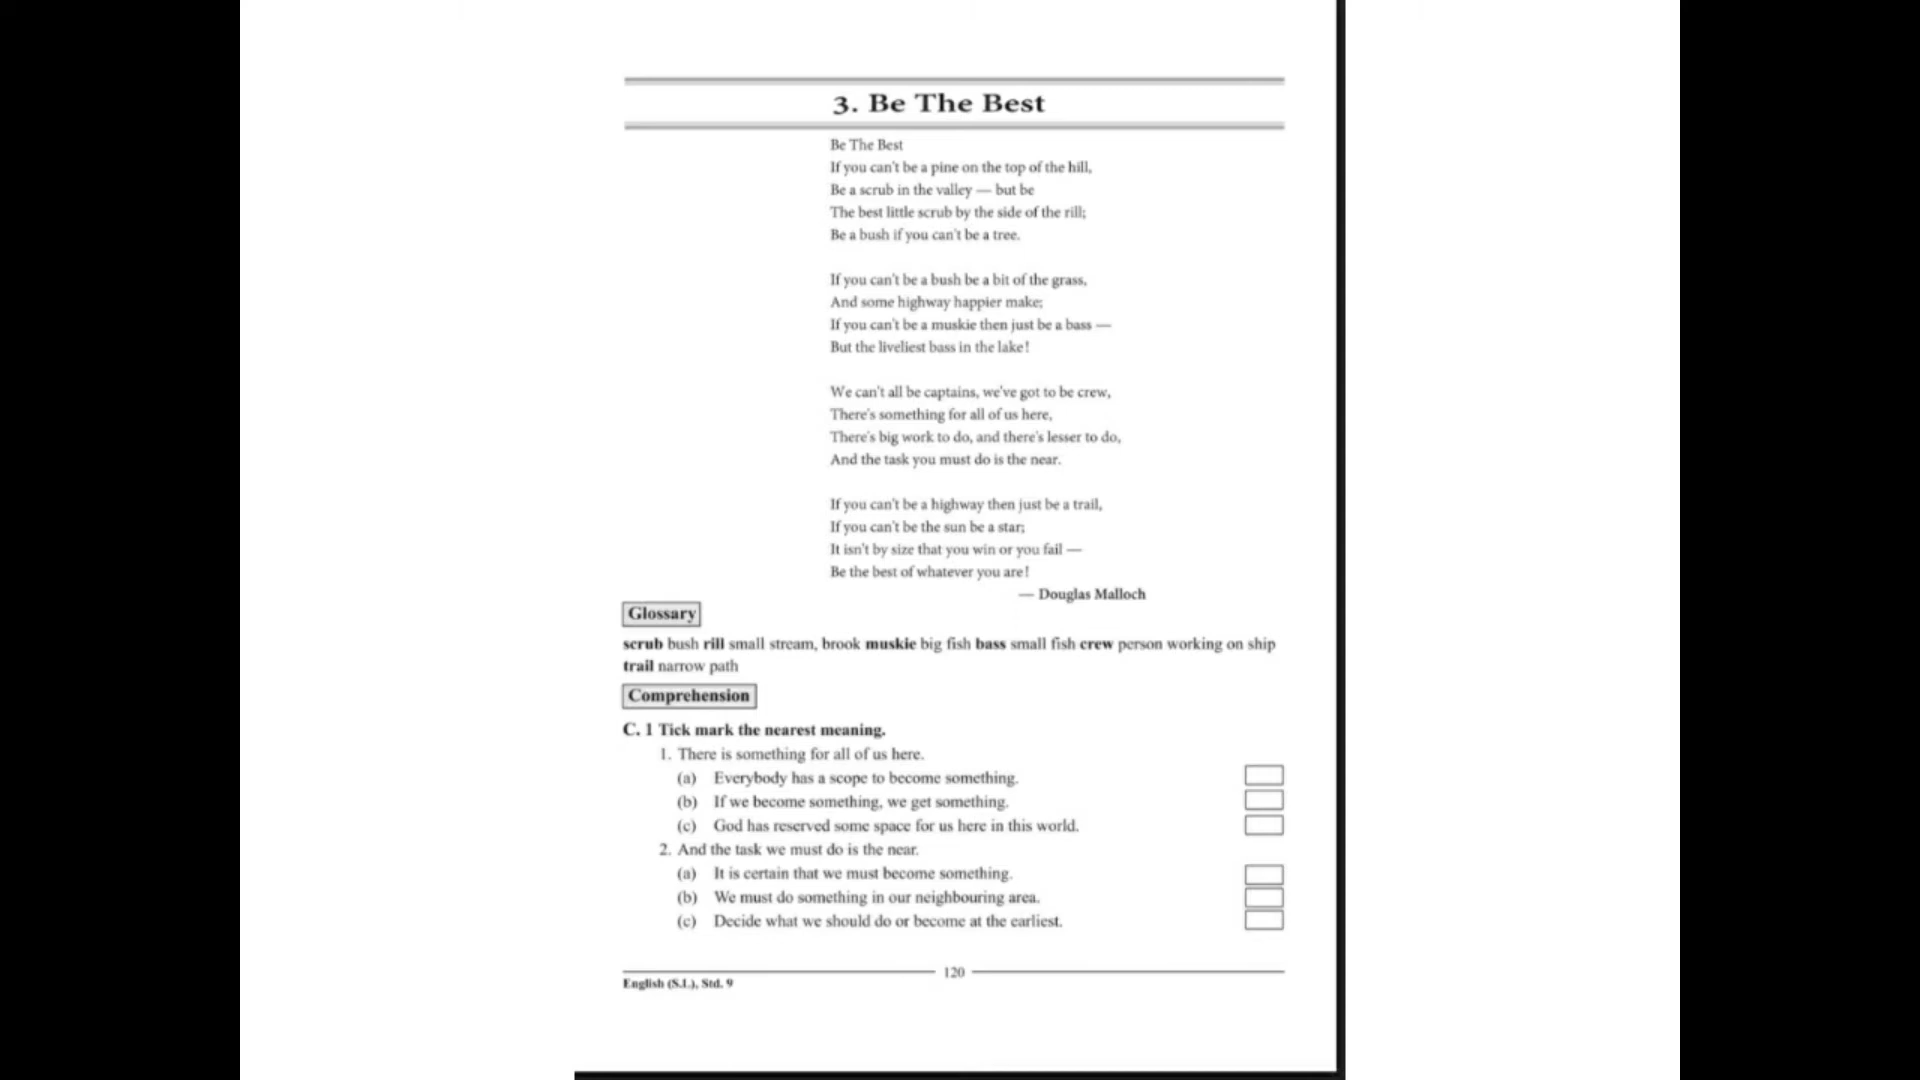 3. Be The Best
Be The Best
If you can't be a pine on the top of the hill,
Be a scrub in the valley — but be
The best little scrub by the side of the rill;
Be a bush if you can't be a tree.
If you can't be a bush be a bit of the grass,
And some highway happier make;
If you can't be a muskie then just be a bass —
But the liveliest bass in the lake!
We can't all be captains, we've got to be crew,
There's something for all of us here,
There's big work to do, and there's lesser to do,
And the task you must do is the near.
If you can't be a highway then just be a trail,
If you can't be the sun be a star;
It isn't by size that you win or you fail —
Be the best of whatever you are!
— Douglas Malloch
Glossary
scrub bush rill small stream, brook muskie big fish bass small fish crew person working on ship
trail narrow path
Comprehension
C. 1 Tick mark the nearest meaning.
1. There is something for all of us here.
(a) Everybody has a scope to become something.
(b) If we become something, we get something.
(c) God has reserved some space for us here in this world.
2. And the task we must do is the near.
(a) It is certain that we must become something.
(b) We must do something in our neighbouring area.
(c) Decide what we should do or become at the earliest.
120
English (S.L.), Std. 9